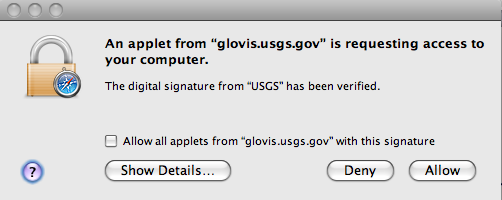 An applet from “glovis.usgs.gov” is requesting access to
your computer.
The digital signature from “USGS” has been verified.
Allow all applets from “glovis.usgs.gov” with this signature
?
Show Details...
Deny
Allow